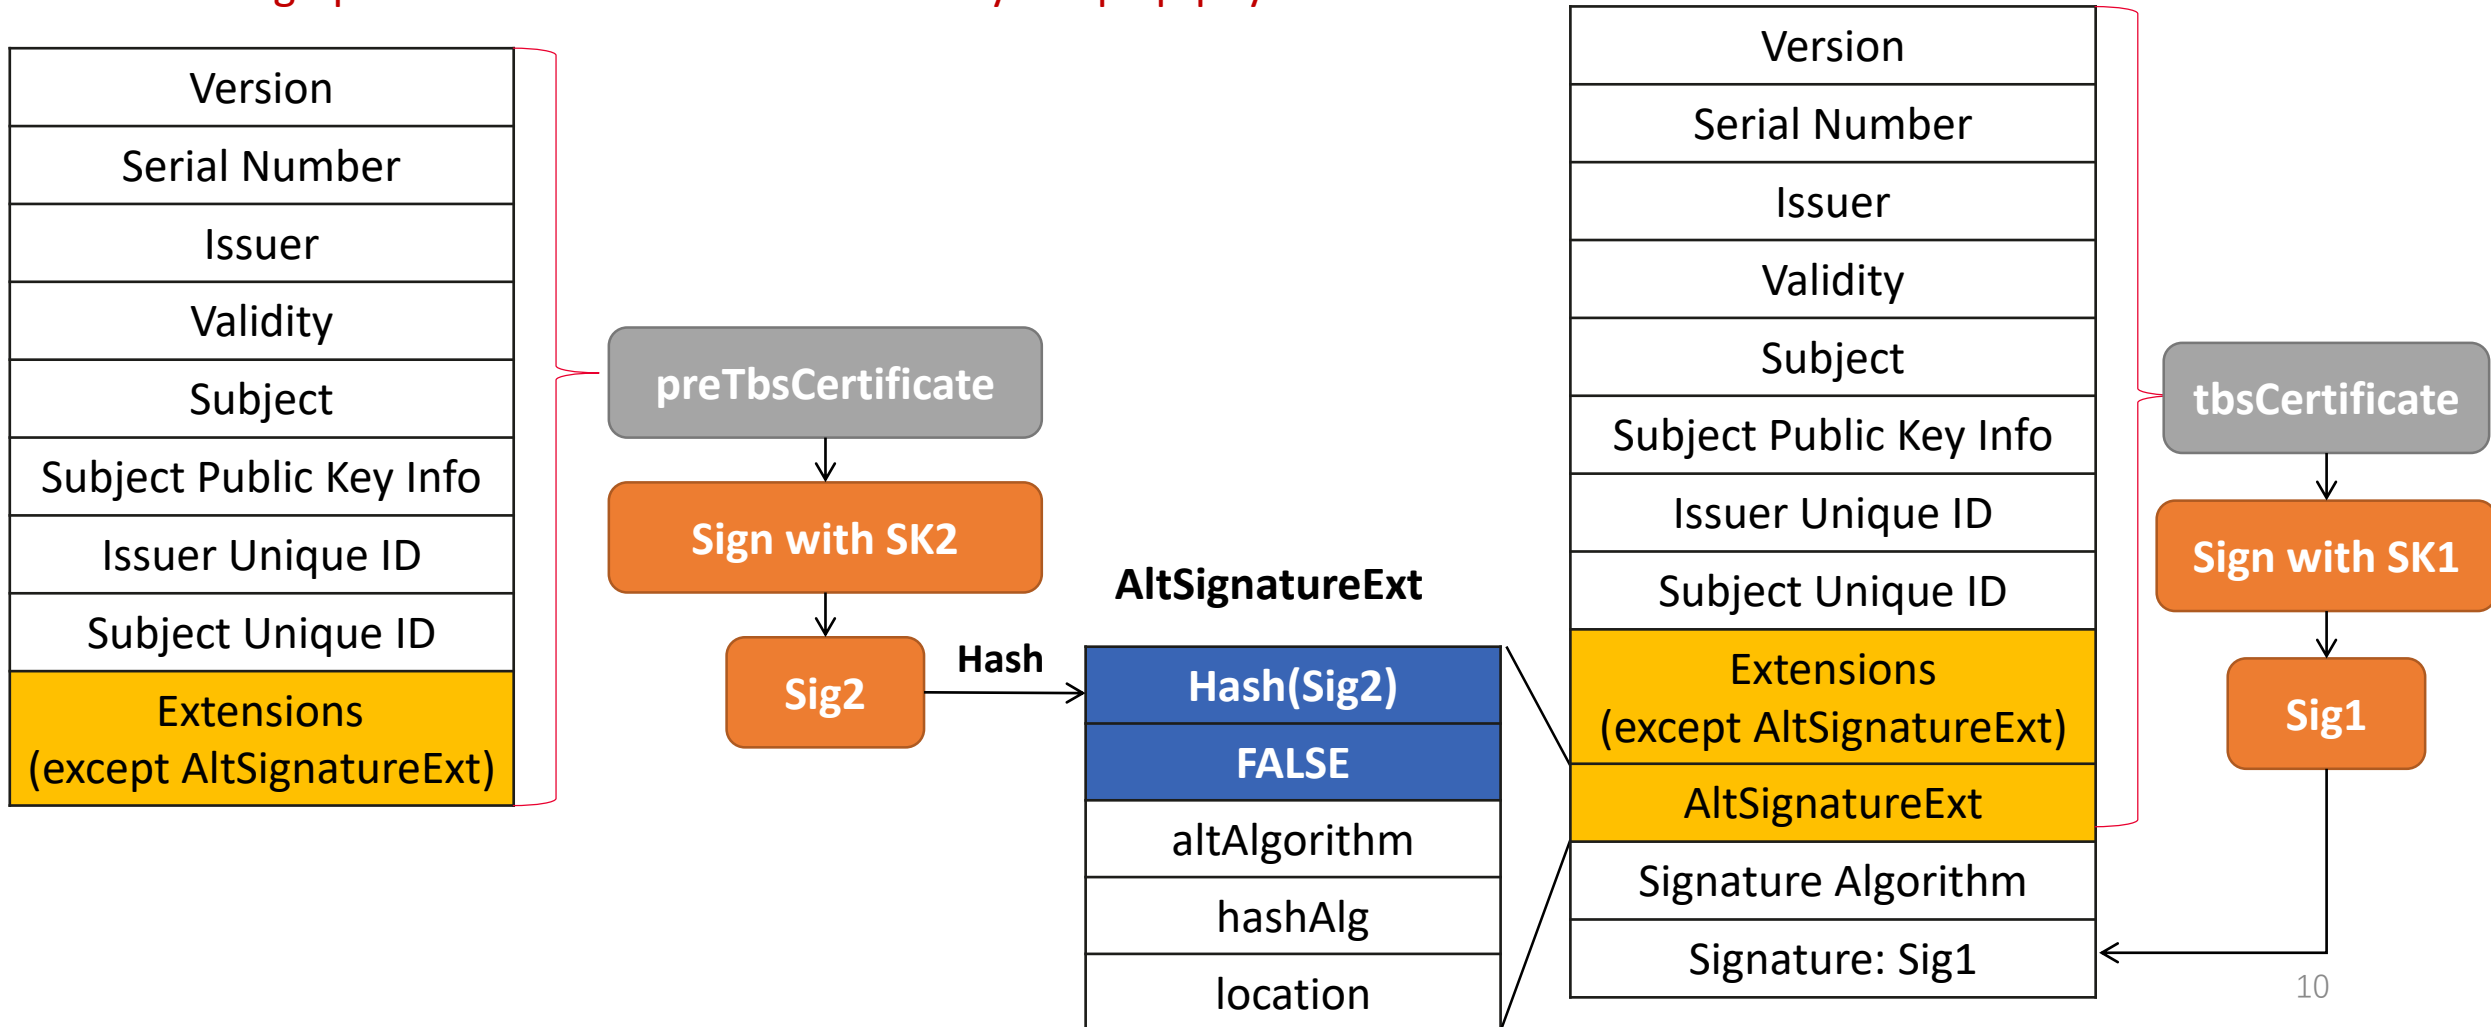 Version
Serial Number
Issuer
Validity
Subject
Subject Public Key Info
Issuer Unique ID
Subject Unique ID
Extensions
(except AltSignatureExt)
preTbsCertificate
Sign with SK2
Sig2
Hash
AltSignatureExt
Hash(Sig2)
FALSE
altAlgorithm
hashAlg
location
Version
Serial Number
Issuer
Validity
Subject
Subject Public Key Info
Issuer Unique ID
Subject Unique ID
Extensions
(except AltSignatureExt)
AltSignatureExt
Signature Algorithm
Signature: Sig1
tbsCertificate
Sign with SK1
Sig1
10